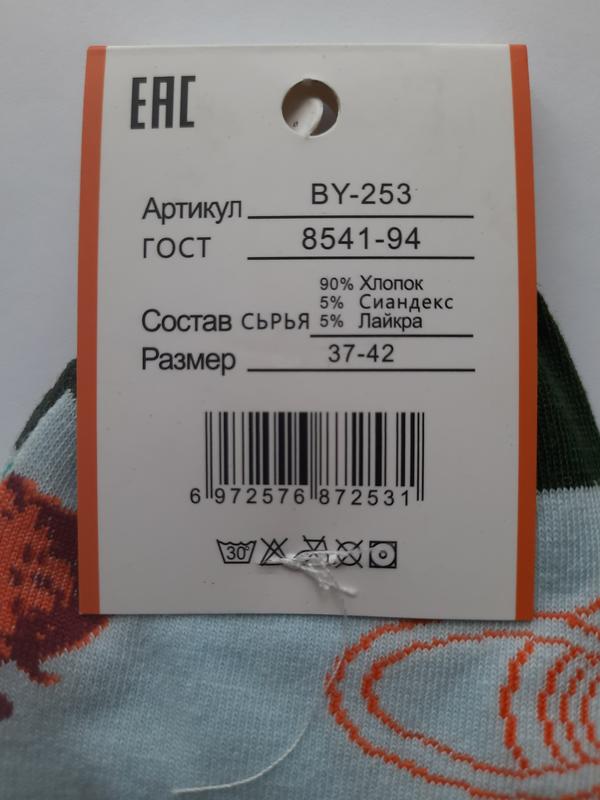 ЕАС
Артикул BY-253
ГОСТ 8541-94
90% Хлопок
5% Сиандекс
Состав СЬРЬЯ 5% Лайкра
Размер 37-42
6 972576 872531
30°